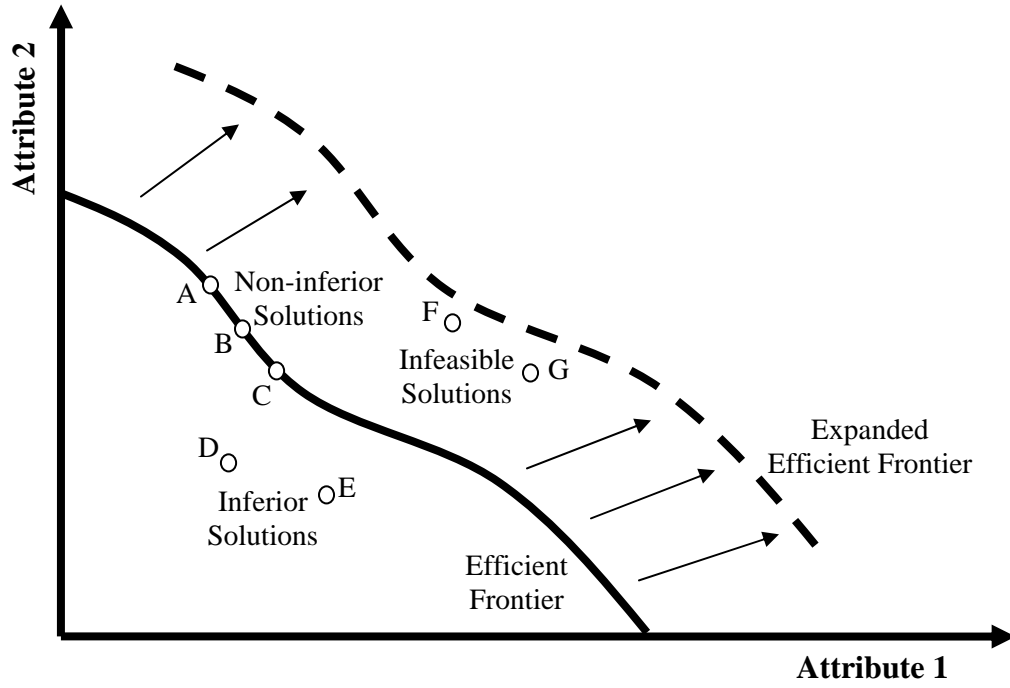 Attribute 2
A
Non-inferior
Solutions
B
C
F
Infeasible
Solutions
G
D
E
Inferior
Solutions
Expanded
Efficient Frontier
Efficient
Frontier
Attribute 1